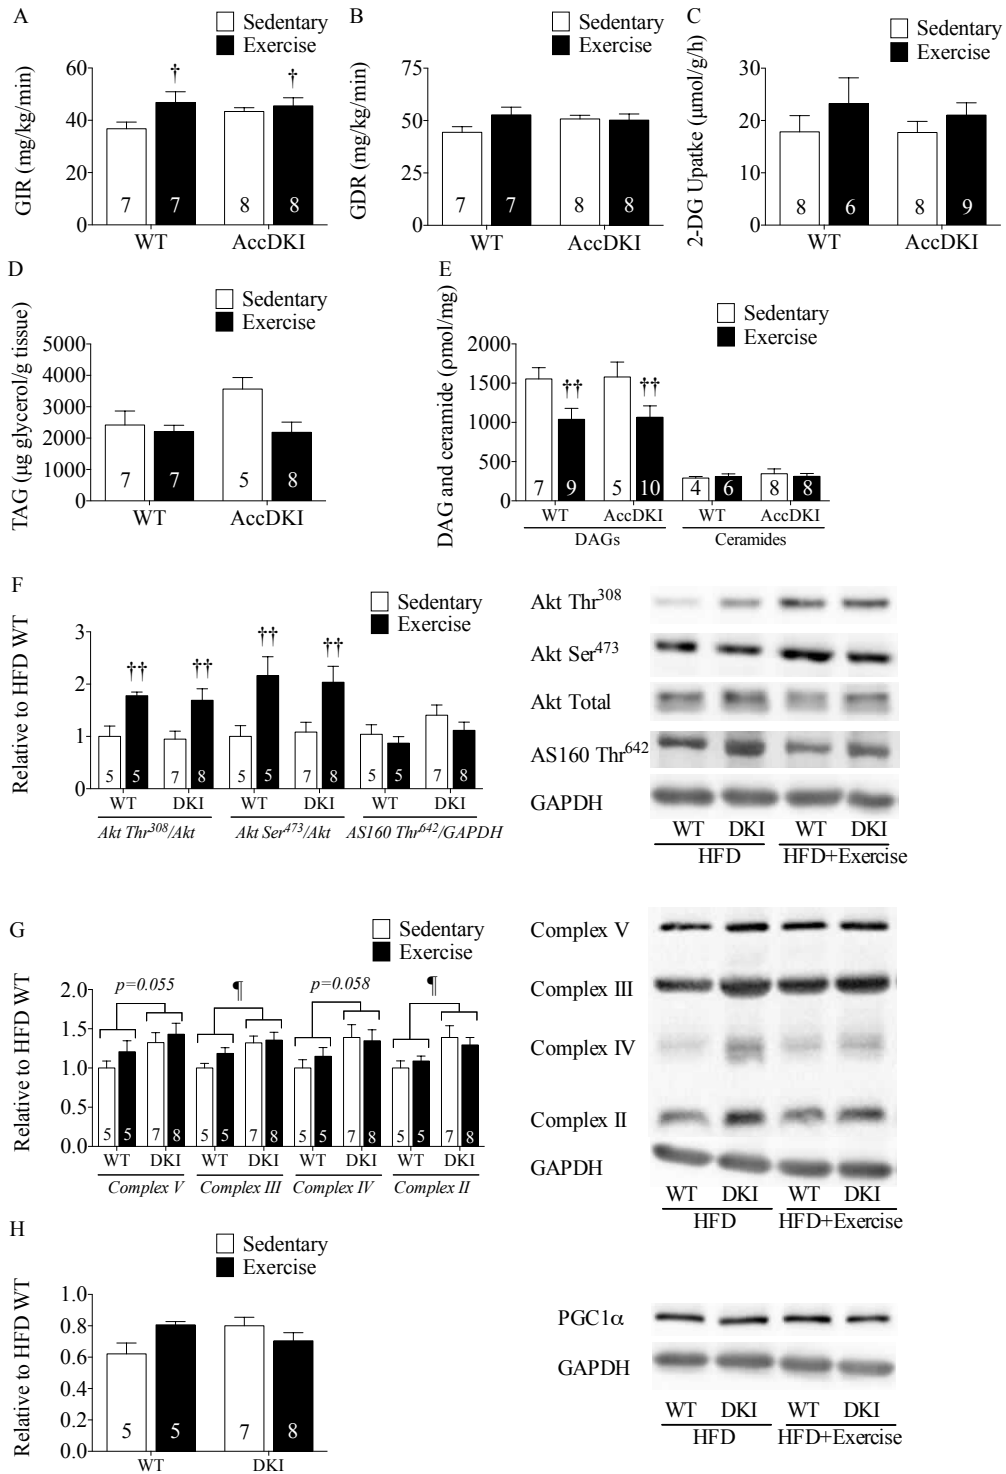 A
Sedentary
Exercise
GIR (mg/kg/min)
60
40
20
0
†
†
7
7
8
8
WT
AccDKI
B
Sedentary
Exercise
GDR (mg/kg/min)
75
50
25
0
7
7
8
8
WT
AccDKI
C
Sedentary
Exercise
2-DG Upatke (µmol/g/h)
30
20
10
0
8
6
8
9
WT
AccDKI
D
Sedentary
Exercise
TAG (µg glycerol/g tissue)
5000
4000
3000
2000
1000
0
7
7
5
8
WT
AccDKI
E
Sedentary
Exercise
DAG and ceramide (ρmol/mg)
2000
1500
1000
500
0
††
††
7
9
5
10
4
6
8
8
WT
AccDKI
WT
AccDKI
DAGs
Ceramides
F
Sedentary
Exercise
Relative to HFD WT
3
2
1
0
††
††
††
††
5
5
7
8
5
5
7
8
5
5
7
8
WT
DKI
WT
DKI
WT
DKI
Akt Thr308/Akt
Akt Ser473/Akt
AS160 Thr642/GAPDH
Akt Thr308
Akt Ser473
Akt Total
AS160 Thr642
GAPDH
WT
DKI
WT
DKI
HFD
HFD+Exercise
G
Sedentary
Exercise
Relative to HFD WT
2.0
1.5
1.0
0.5
0.0
p=0.055
¶
p=0.058
¶
5
5
7
8
5
5
7
8
5
5
7
8
5
5
7
8
WT
DKI
WT
DKI
WT
DKI
WT
DKI
Complex V
Complex III
Complex IV
Complex II
Complex V
Complex III
Complex IV
Complex II
GAPDH
WT
DKI
WT
DKI
HFD
HFD+Exercise
H
Sedentary
Exercise
Relative to HFD WT
1.0
0.8
0.6
0.4
0.2
0.0
5
5
7
8
WT
DKI
PGC1α
GAPDH
WT
DKI
WT
DKI
HFD
HFD+Exercise